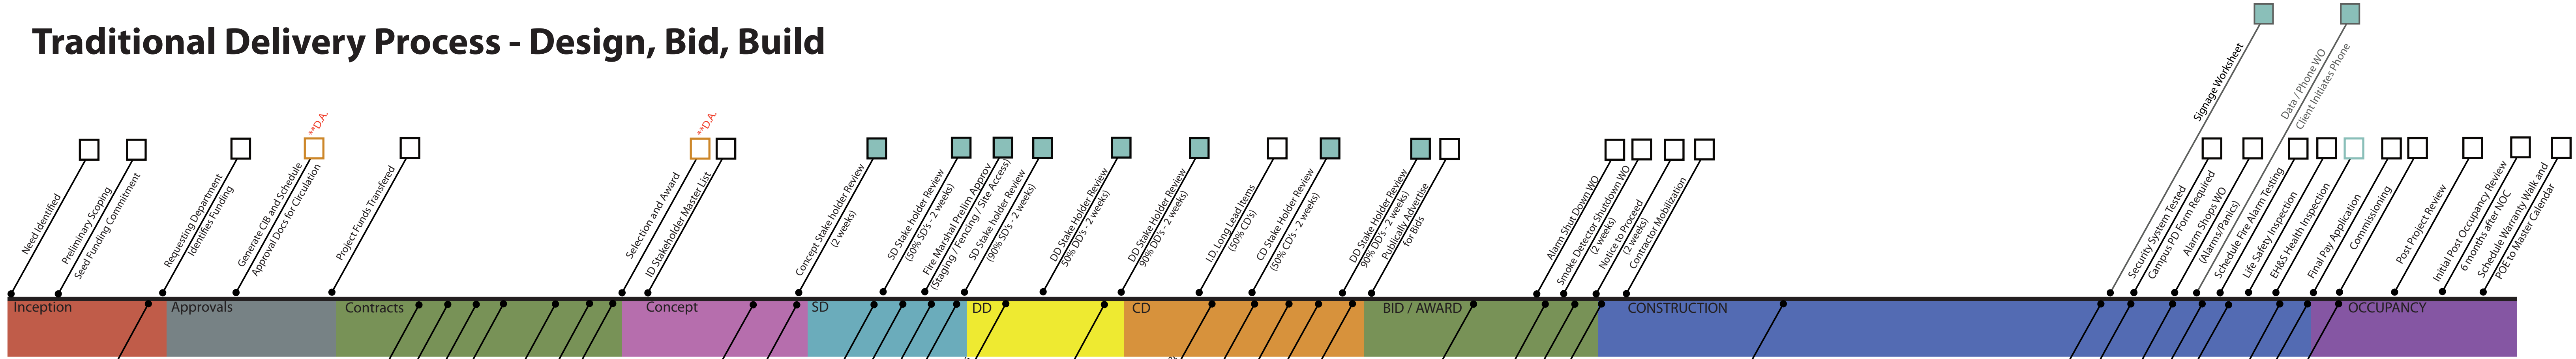 Traditional Delivery Process - Design, Bid, Build
Need Identified
Preliminary Scoping
Seed Funding Commitment
Requesting Department
Identifies Funding
**D.A.
Generate CIB and Schedule
Approval Docs for Circulation
Project Funds Transfered
**D.A.
Selection and Award
ID Stakeholder Master List
Concept Stake holder Review
(2 weeks)
SD Stake holder Review
(50% SD's - 2 weeks)
Fire Marshal Prelim Approv
(Staging / Fencing / Site Access)
SD Stake holder Review
(90% SD's - 2 weeks)
DD Stake Holder Review
50% DD's - 2 weeks)
DD Stake Holder Review
90% DD's - 2 weeks)
I.D. Long Lead Items
(50% CD's)
CD Stake Holder Review
(50% CD's - 2 weeks)
DD Stake Holder Review
90% DD's - 2 weeks)
Publically Advertise
for Bids
Alarm Shut Down WO
Smoke Detector Shutdown WO
(2 weeks)
Notice to Proceed
(2 weeks)
Contractor Mobilization
Signage Worksheet
Security System Tested
Campus PD Form Required
Alarm Shops WO
(Alarms/Panics)
Data / Phone WO
Client Initiates Phone
Schedule Fire Alarm Testing
Life Safety Inspection
EH&S Health Inspection
Final Pay Application
Commissioning
Post Project Review
Initial Post Occupancy Review
6 months after NOC
Schedule Warranty Walk and
POE to Master Calendar
Inception
Approvals
Contracts
Concept
SD
DD
CD
BID / AWARD
CONSTRUCTION
OCCUPANCY